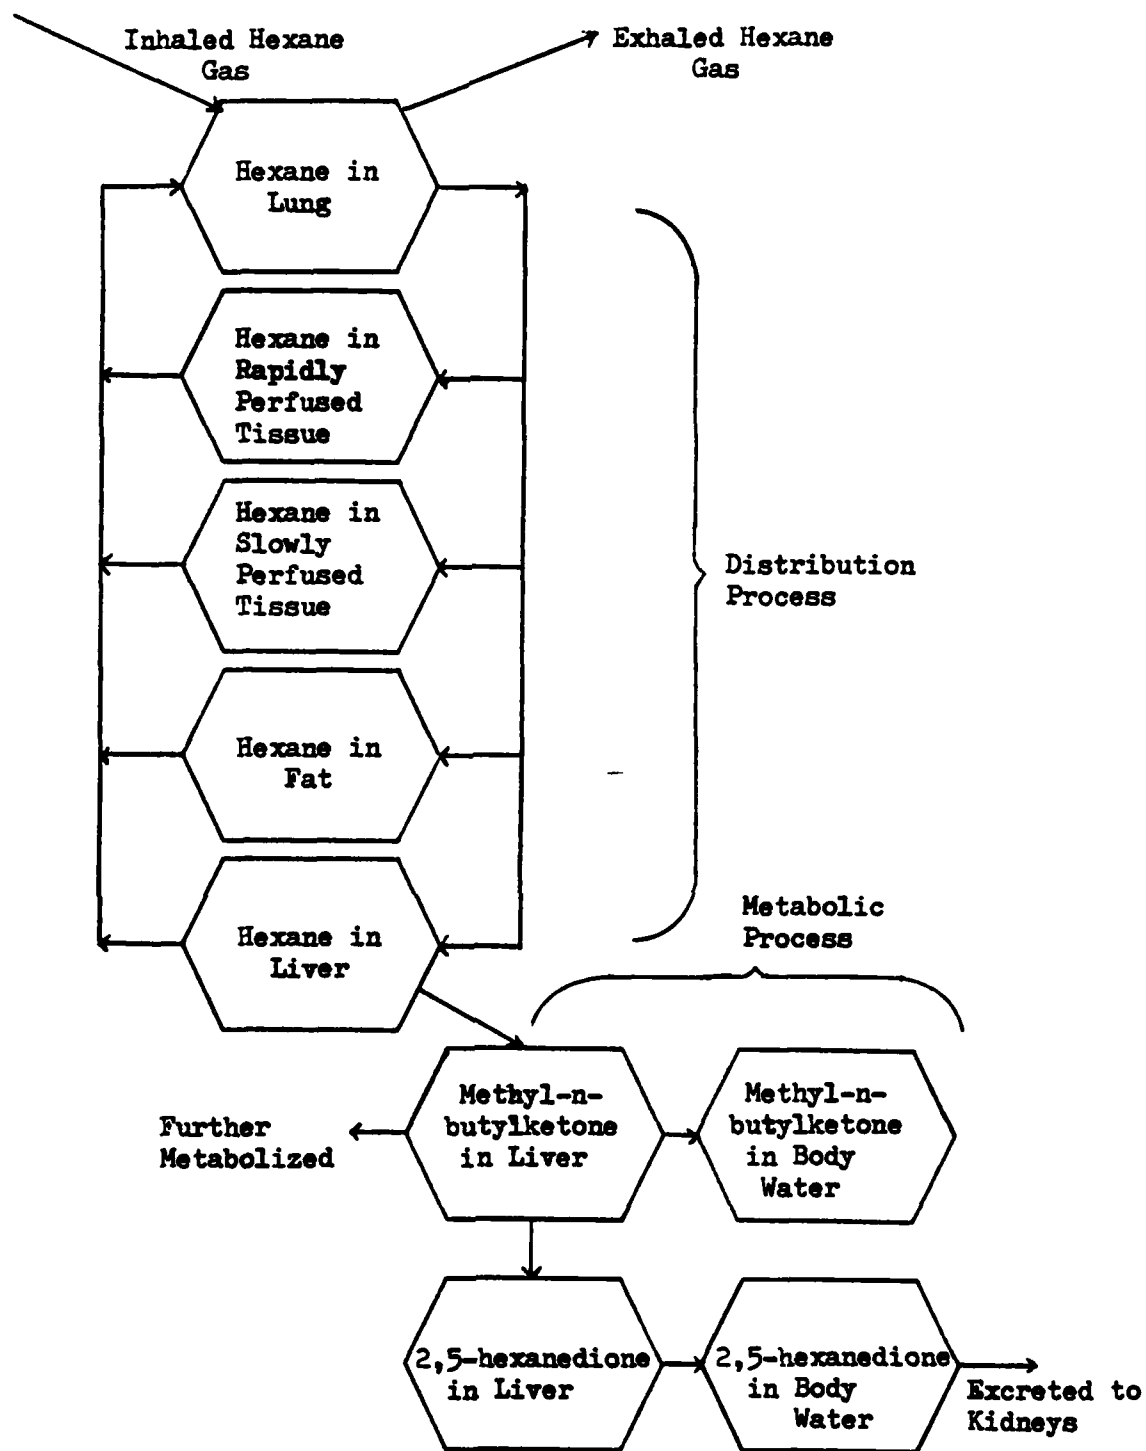 Inhaled Hexane
Gas
Exhaled Hexane
Gas
Hexane in
Lung
Hexane in
Rapidly
Perfused
Tissue
Hexane in
Slowly
Perfused
Tissue
Distribution
Process
Hexane in
Fat
Hexane in
Liver
Metabolic
Process
Methyl-n-
butylketone
in Liver
Methyl-n-
butylketone
in Body
Water
Further
Metabolized
2,5-hexanedione
in Liver
2,5-hexanedione
in Body
Water
Excreted to
Kidneys